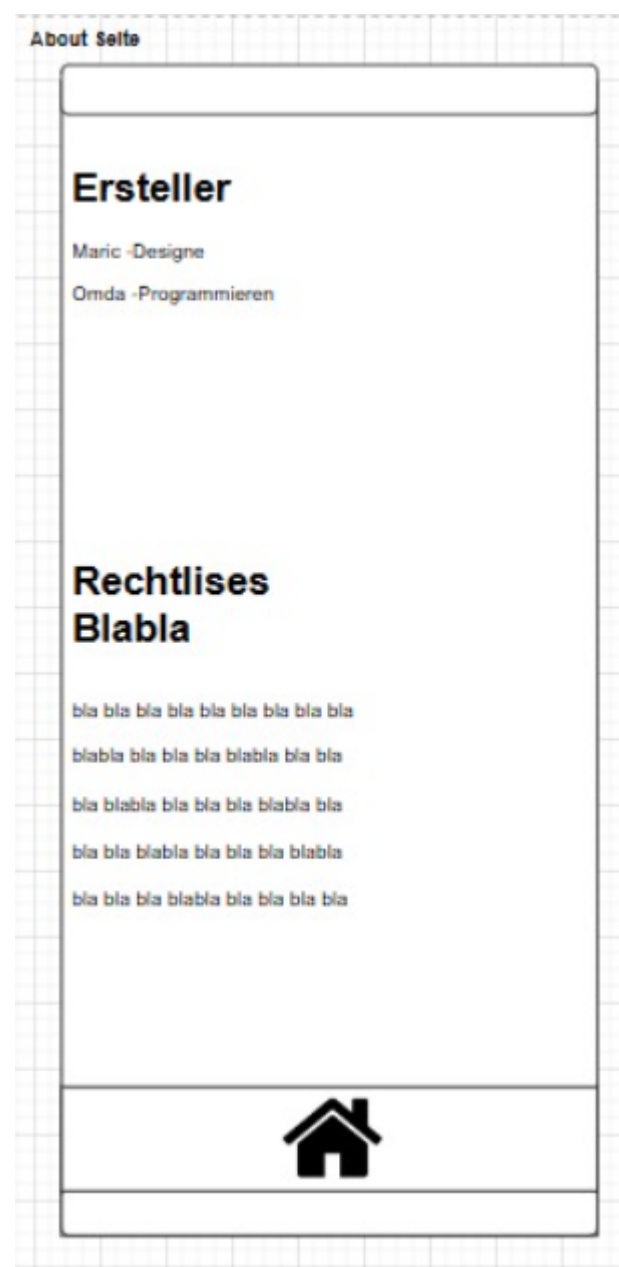 About Seite
Ersteller
Maric -Designe
Omda -Programmieren
Rechtlises
Blabla
bla bla bla bla bla bla bla bla bla
blabla bla bla bla blabla bla bla
bla blabla bla bla bla blabla bla
bla bla blabla bla bla bla blabla
bla bla bla blabla bla bla bla bla